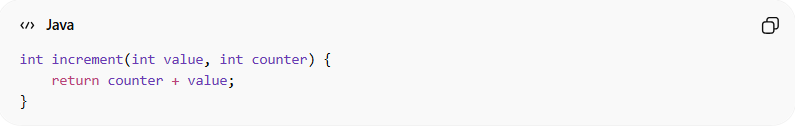 Java
int increment(int value, int counter) {
    return counter + value;
}